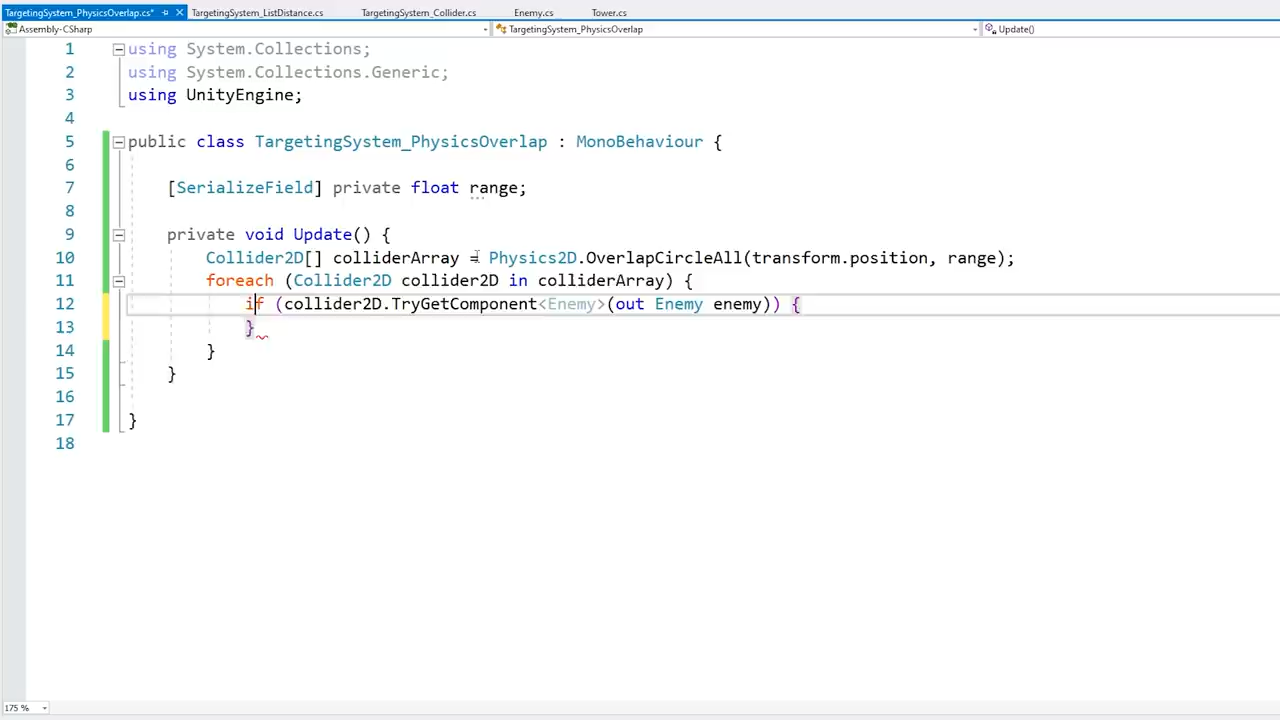 TargetingSystem_PhysicsOverlap.cs* TargetingSystem_ListDistance.cs TargetingSystem_Collider.cs Enemy.cs Tower.cs
Assembly-CSharp TargetingSystem_PhysicsOverlap Update()
1 using System.Collections;
2 using System.Collections.Generic;
3 using UnityEngine;
4
5 public class TargetingSystem_PhysicsOverlap : MonoBehaviour {
6
7 [SerializeField] private float range;
8
9 private void Update() {
10 Collider2D[] colliderArray = Physics2D.OverlapCircleAll(transform.position, range);
11 foreach (Collider2D collider2D in colliderArray) {
12 if (collider2D.TryGetComponent<Enemy>(out Enemy enemy)) {
13 }
14 }
15 }
16
17 }
18
175 %